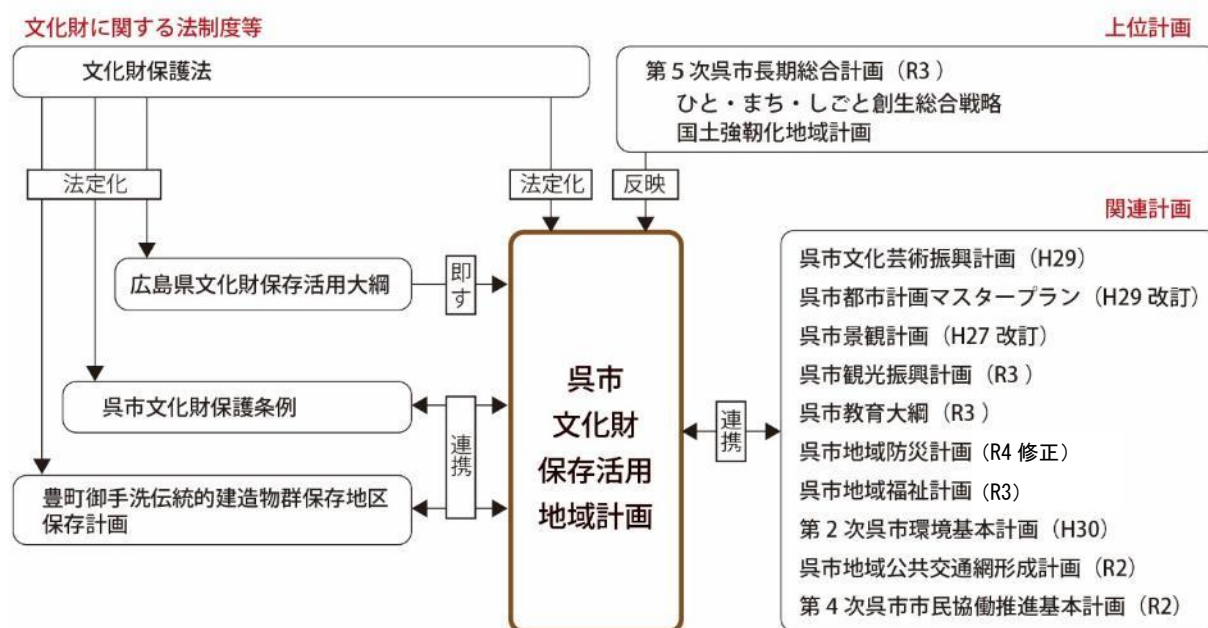 文化財に関する法制度等
上位計画
文化財保護法
第5次呉市長期総合計画（R3）
ひと・まち・しごと創生総合戦略
国土強靭化地域計画
法定化
法定化
反映
関連計画
広島県文化財保存活用大綱
即す
呉市文化財保護条例
連携
豊町御手洗伝統的建造物群保存地区
保存計画
呉市
文化財
保存活用
地域計画
連携
呉市文化芸術振興計画（H29）
呉市都市計画マスタープラン（H29 改訂）
呉市景観計画（H27 改訂）
呉市観光振興計画（R3）
呉市教育大綱（R3）
呉市地域防災計画（R4 修正）
呉市地域福祉計画（R3）
第2次呉市環境基本計画（H30）
呉市地域公共交通網形成計画（R2）
第4次呉市市民協働推進基本計画（R2）